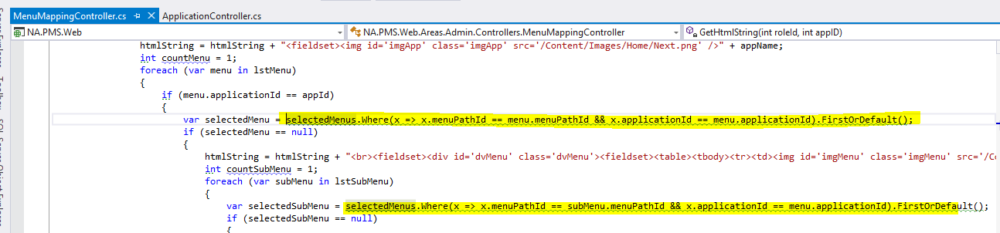 MenuMappingController.cs
ApplicationController.cs
NA.PMS.Web
NA.PMS.Web.Areas.Admin.Controllers.MenuMappingController
GetHtmlString(int roleId, int appID)
htmlString = htmlString + "<fieldset><img id='imgApp' class='imgApp' src='/Content/Images/Home/Next.png' />" + appName;
int countMenu = 1;
foreach (var menu in lstMenu)
{
if (menu.applicationId == appId)
{
var selectedMenu = selectedMenus.Where(x => x.menuPathId == menu.menuPathId && x.applicationId == menu.applicationId).FirstOrDefault();
if (selectedMenu == null)
{
htmlString = htmlString + "<br><fieldset><div id='dvMenu' class='dvMenu'><fieldset><table><tbody><tr><td><img id='imgMenu' class='imgMenu' src='/Co
int countSubMenu = 1;
foreach (var subMenu in lstSubMenu)
{
var selectedSubMenu = selectedMenus.Where(x => x.menuPathId == subMenu.menuPathId && x.applicationId == menu.applicationId).FirstOrDefault();
if (selectedSubMenu == null)
{